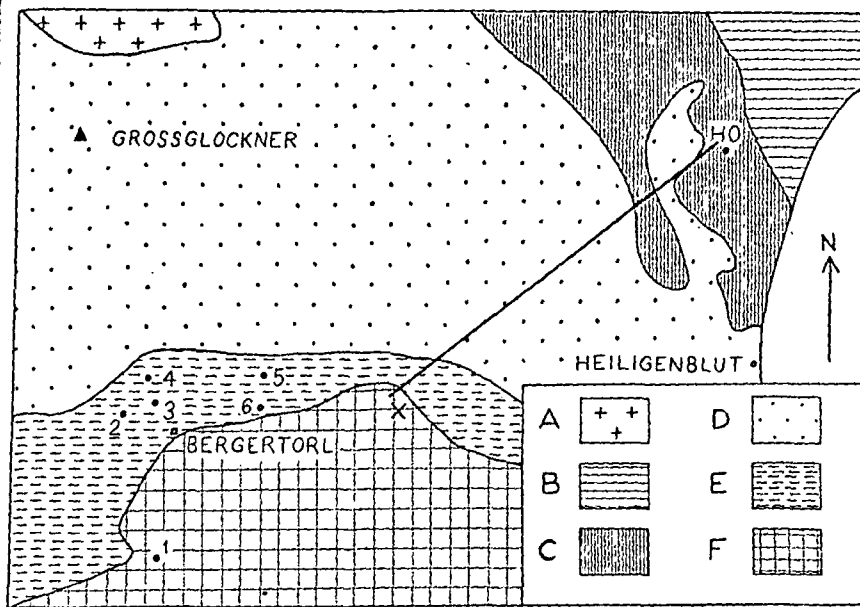 GROSSGLOCKNER
HO
N
HEILIGENBLUT
4
5
2
3
6
X
BERGERTORL
1
A
D
B
E
C
F